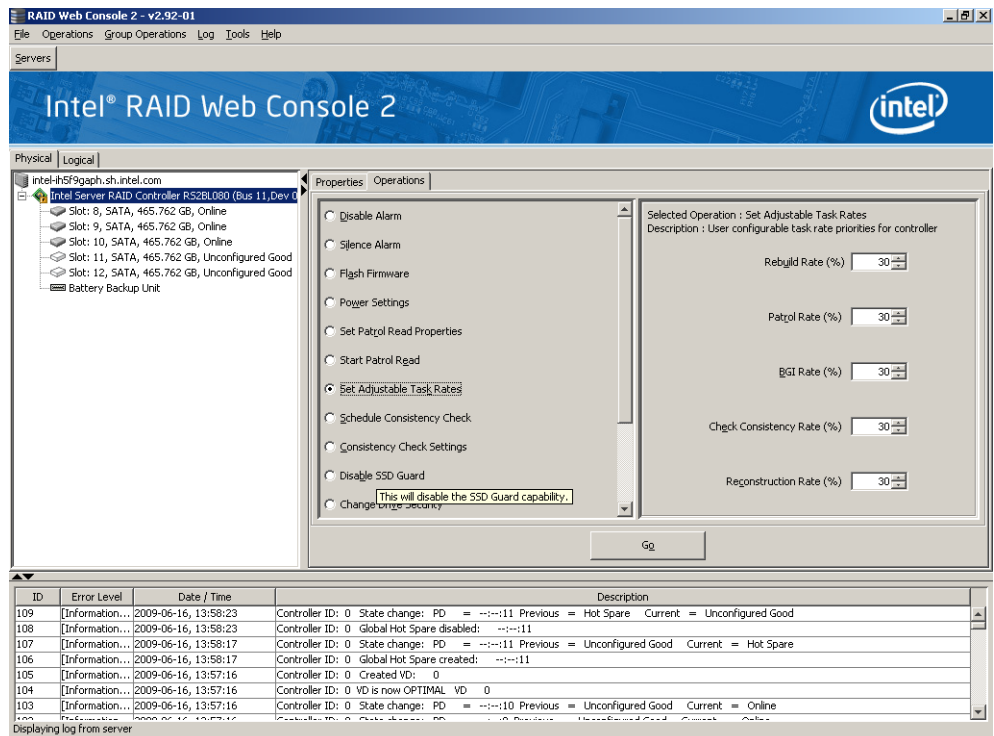 RAID Web Console 2 - v2.92-01
File Operations Group Operations Log Tools Help
Servers
Intel® RAID Web Console 2
(intel)
Physical Logical
intel-ih5f9gaph.sh.intel.com
Intel Server RAID Controller RS2BL080 (Bus 11,Dev 0
Slot: 8, SATA, 465.762 GB, Online
Slot: 9, SATA, 465.762 GB, Online
Slot: 10, SATA, 465.762 GB, Online
Slot: 11, SATA, 465.762 GB, Unconfigured Good
Slot: 12, SATA, 465.762 GB, Unconfigured Good
Battery Backup Unit
Properties Operations
Disable Alarm
Silence Alarm
Flash Firmware
Power Settings
Set Patrol Read Properties
Start Patrol Read
Set Adjustable Task Rates
Schedule Consistency Check
Consistency Check Settings
Disable SSD Guard
This will disable the SSD Guard capability.
Change Drive Security
Selected Operation : Set Adjustable Task Rates
Description : User configurable task rate priorities for controller
Rebuild Rate (%) 30
Patrol Rate (%) 30
BGI Rate (%) 30
Check Consistency Rate (%) 30
Reconstruction Rate (%) 30
Go
ID Error Level Date / Time Description
109 [Information... 2009-06-16, 13:58:23 Controller ID: 0 State change: PD = --:--:11 Previous = Hot Spare Current = Unconfigured Good
108 [Information... 2009-06-16, 13:58:23 Controller ID: 0 Global Hot Spare disabled: --:--:11
107 [Information... 2009-06-16, 13:58:17 Controller ID: 0 State change: PD = --:--:11 Previous = Unconfigured Good Current = Hot Spare
106 [Information... 2009-06-16, 13:58:17 Controller ID: 0 Global Hot Spare created: --:--:11
105 [Information... 2009-06-16, 13:57:16 Controller ID: 0 Created VD: 0
104 [Information... 2009-06-16, 13:57:16 Controller ID: 0 VD is now OPTIMAL VD 0
103 [Information... 2009-06-16, 13:57:16 Controller ID: 0 State change: PD = --:--:10 Previous = Unconfigured Good Current = Online
Displaying log from server